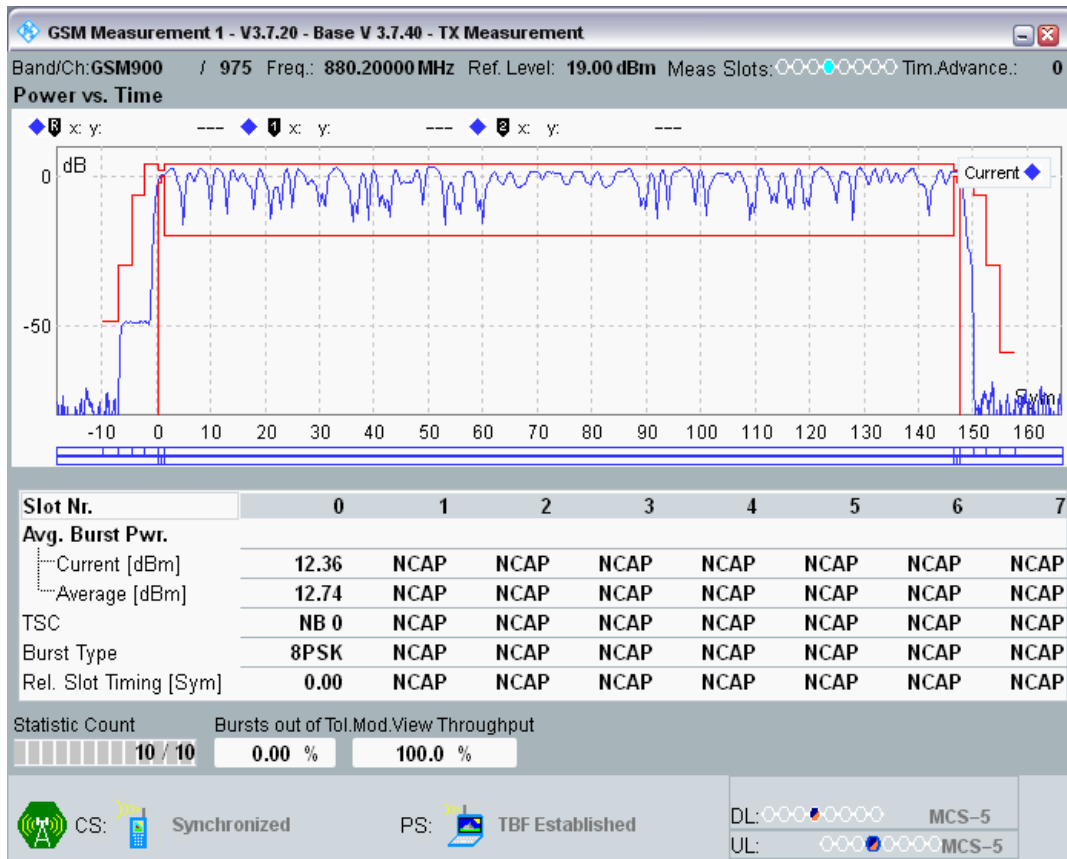 GSM Measurement 1 - V3.7.20 - Base V 3.7.40 - TX Measurement
Band/Ch:GSM900 / 975 Freq.: 880.20000 MHz Ref. Level: 19.00 dBm Meas Slots: Tim.Advance.: 0
Power vs. Time
R x: y: --- 1 x: y: --- 2 x: y: ---
dB
Current
0
-50
Sym
-10 0 10 20 30 40 50 60 70 80 90 100 110 120 130 140 150 160
Slot Nr. 0 1 2 3 4 5 6 7
Avg. Burst Pwr.
Current [dBm] 12.36 NCAP NCAP NCAP NCAP NCAP NCAP NCAP
Average [dBm] 12.74 NCAP NCAP NCAP NCAP NCAP NCAP NCAP
TSC NB 0 NCAP NCAP NCAP NCAP NCAP NCAP NCAP
Burst Type 8PSK NCAP NCAP NCAP NCAP NCAP NCAP NCAP
Rel. Slot Timing [Sym] 0.00 NCAP NCAP NCAP NCAP NCAP NCAP NCAP
Statistic Count Bursts out of Tol.Mod.View Throughput
10 / 10 0.00 % 100.0 %
CS: Synchronized PS: TBF Established
DL: MCS-5
UL: MCS-5